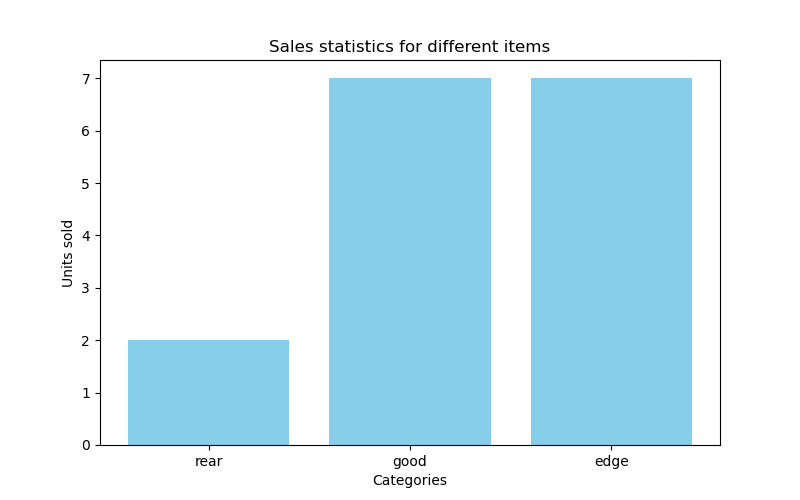 Sales statistics for different items
Units sold
7
6
5
4
3
2
1
0
rear good edge
Categories